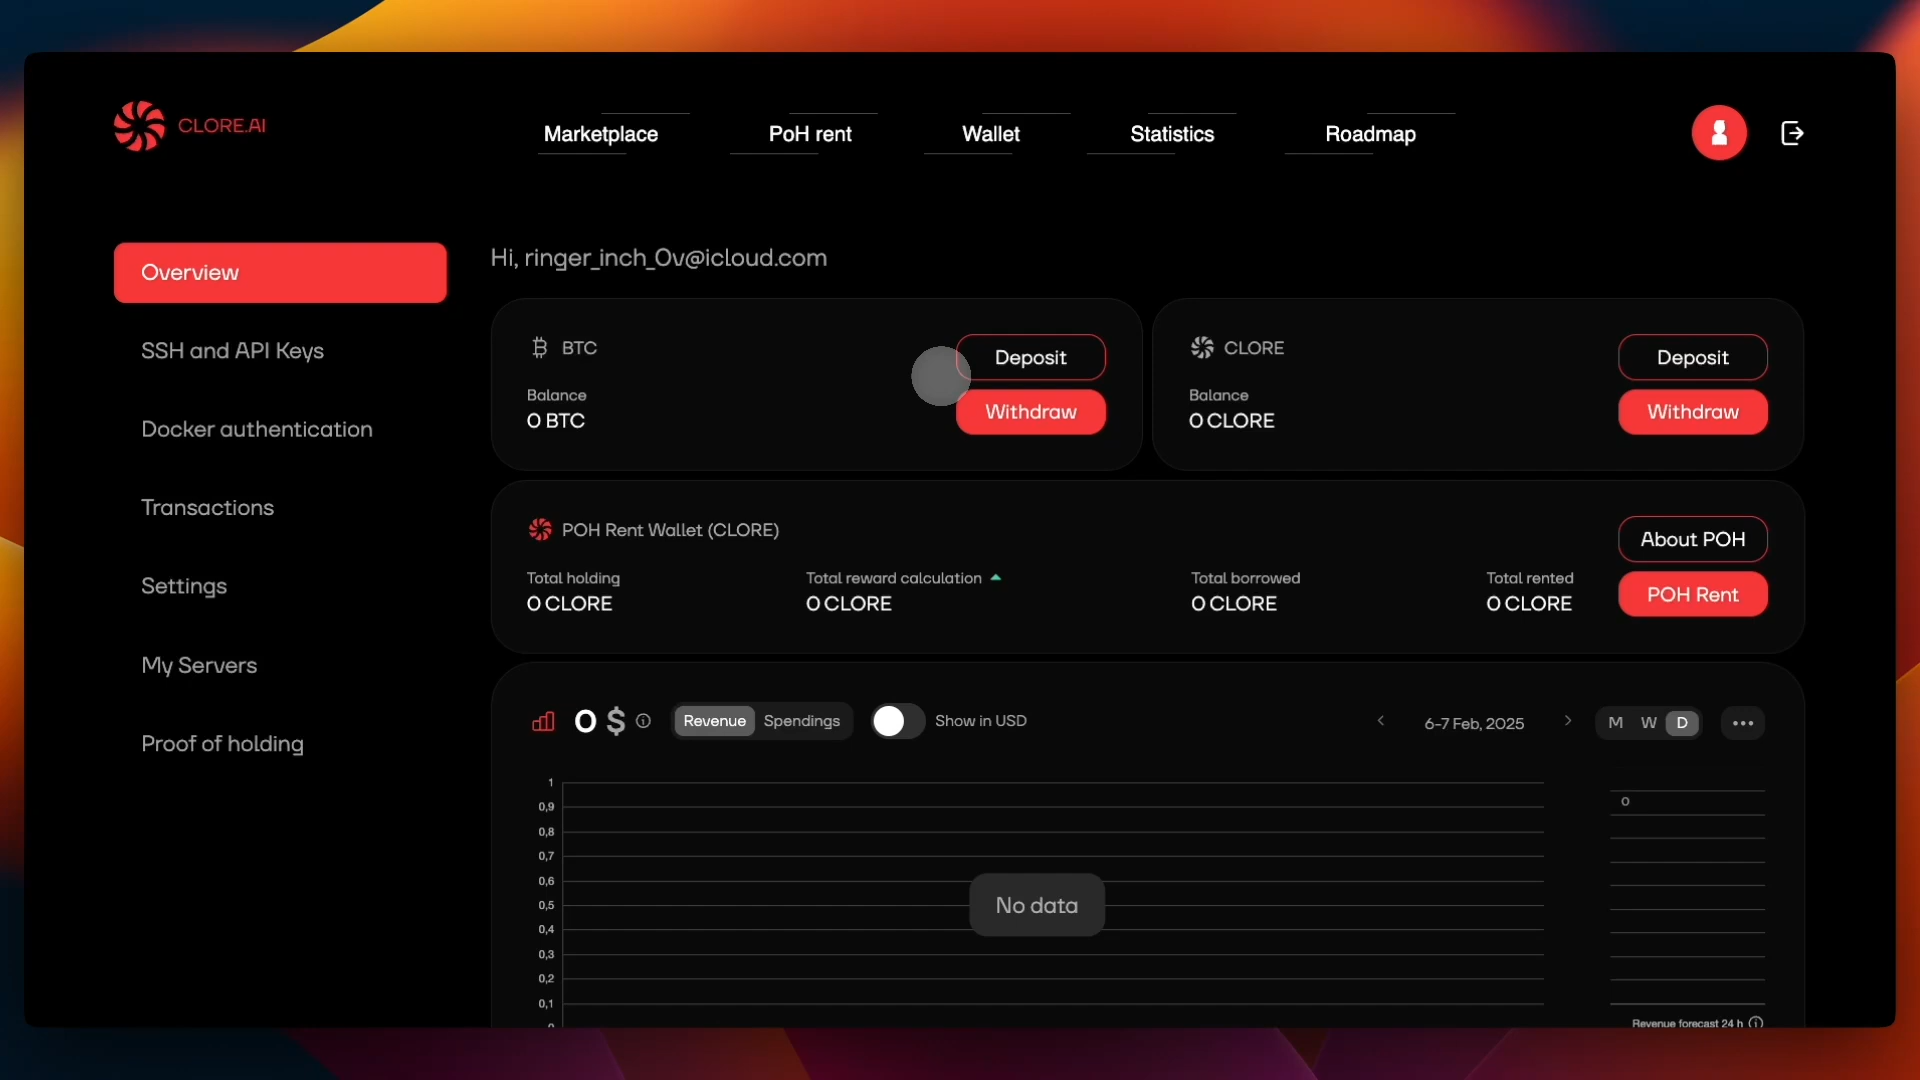 CLORE.AI
Marketplace
PoH rent
Wallet
Statistics
Roadmap
Overview
SSH and API Keys
Docker authentication
Transactions
Settings
My Servers
Proof of holding
Hi, ringer_inch_0v@icloud.com
BTC
Balance
0 BTC
Deposit
Withdraw
CLORE
Balance
0 CLORE
Deposit
Withdraw
POH Rent Wallet (CLORE)
Total holding
0 CLORE
Total reward calculation
0 CLORE
Total borrowed
0 CLORE
Total rented
0 CLORE
About POH
POH Rent
0 $
Revenue
Spendings
Show in USD
6-7 Feb, 2025
M W D
1
0,9
0,8
0,7
0,6
0,5
0,4
0,3
0,2
0,1
0
No data
0
Revenue forecast 24 h